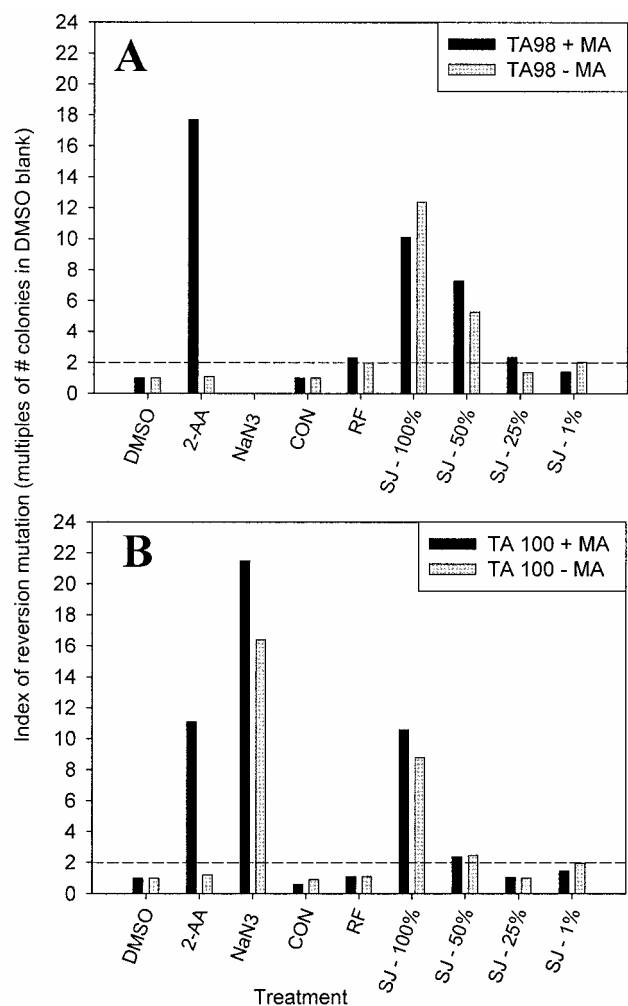 Index of reversion mutation (multiples of # colonies in DMSO blank)
A
TA98 + MA
TA98 - MA
24
22
20
18
16
14
12
10
8
6
4
2
0
DMSO
2-AA
NaN3
CON
RF
SJ - 100%
SJ - 50%
SJ - 25%
SJ - 1%
B
TA 100 + MA
TA 100 - MA
24
22
20
18
16
14
12
10
8
6
4
2
0
DMSO
2-AA
NaN3
CON
RF
SJ - 100%
SJ - 50%
SJ - 25%
SJ - 1%
Treatment